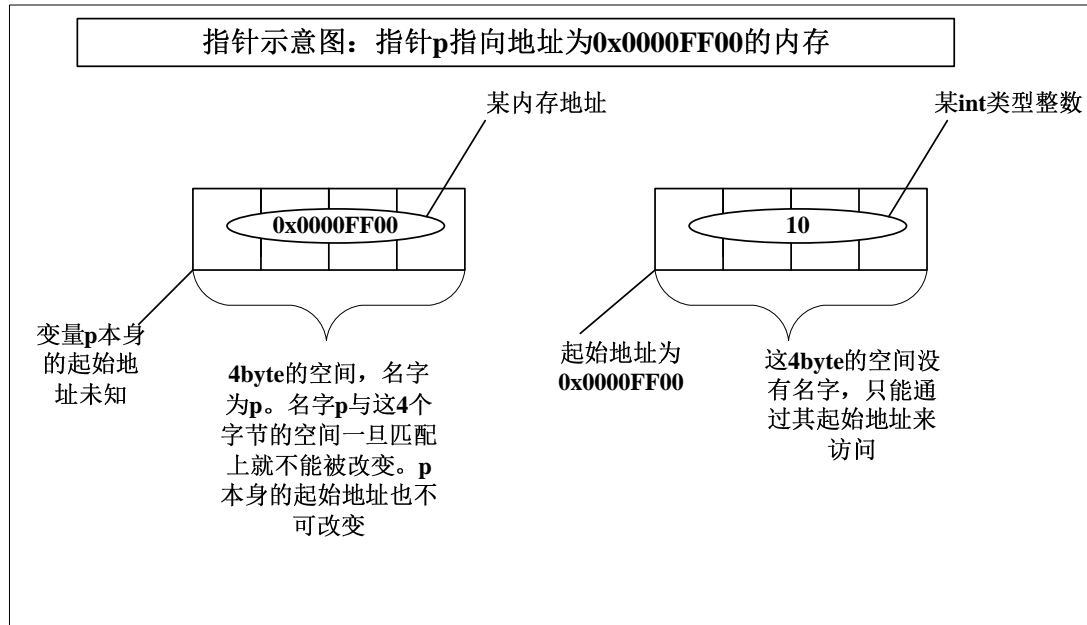 指针示意图：指针p指向地址为0x0000FF00的内存
某内存地址
某int类型整数
0x0000FF00
10
变量p本身
的起始地
址未知
4byte的空间，名字
为p。名字p与这4个
字节的空间一旦匹配
上就不能被改变。p
本身的起始地址也不
可改变
起始地址为
0x0000FF00
这4byte的空间没
有名字，只能通
过其起始地址来
访问